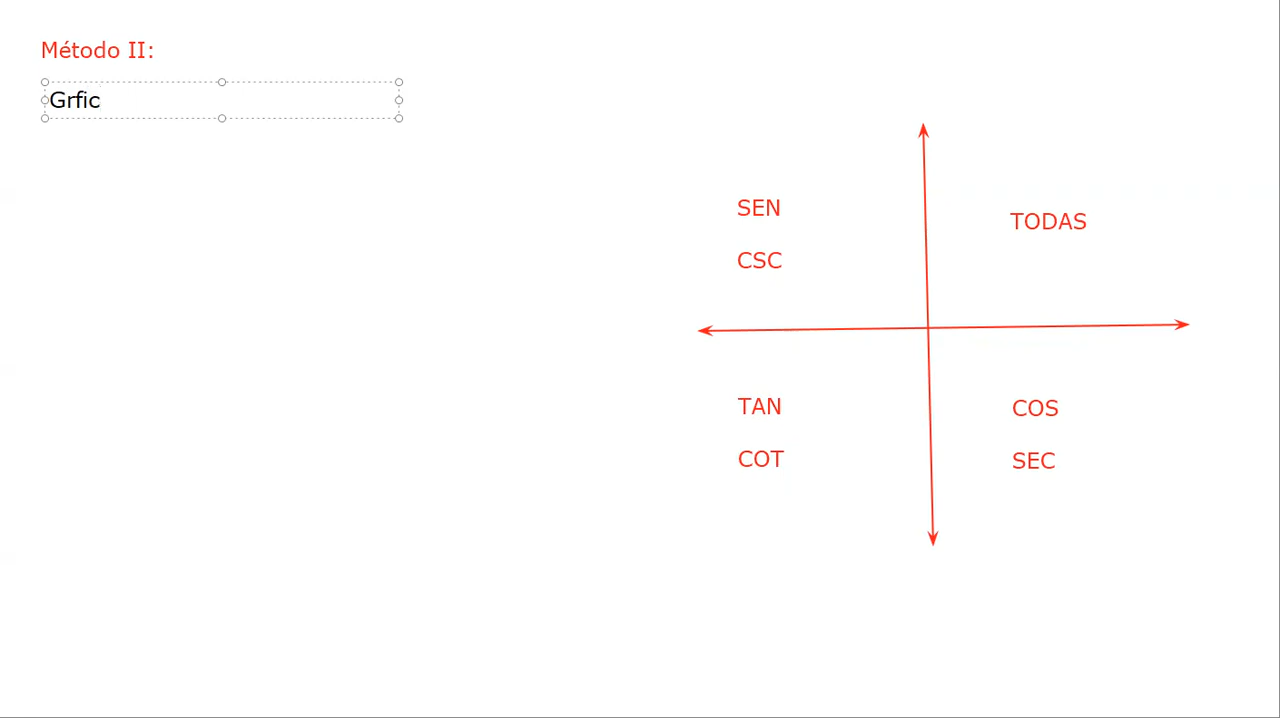 Método II:
Grfic
SEN
TODAS
CSC
TAN
COS
COT
SEC